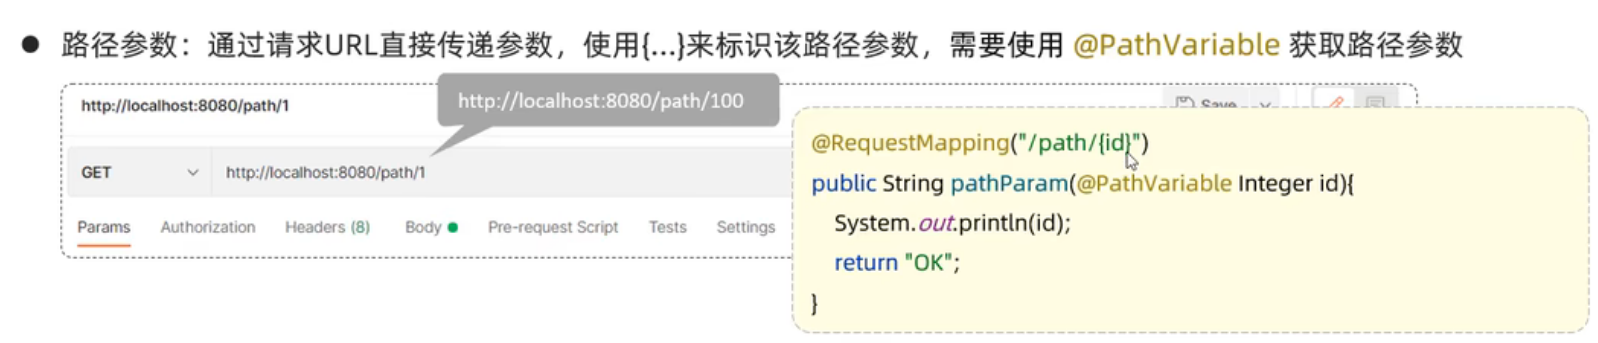 ● 路径参数：通过请求URL直接传递参数，使用{...}来标识该路径参数，需要使用 @PathVariable 获取路径参数
http://localhost:8080/path/1
http://localhost:8080/path/100
Save
GET
http://localhost:8080/path/1
Params Authorization Headers (8) Body Pre-request Script Tests Settings
@RequestMapping("/path/{id}")
public String pathParam(@PathVariable Integer id){
System.out.println(id);
return "OK";
}